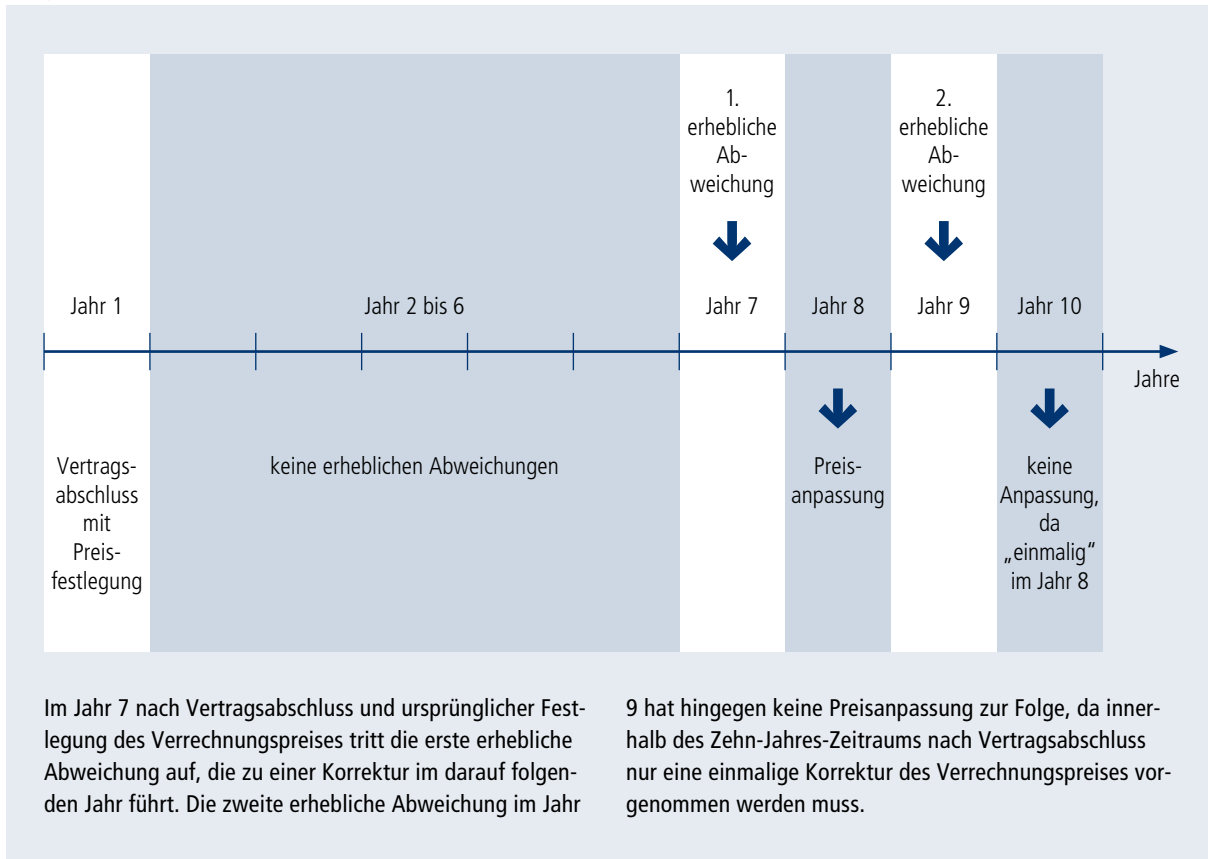 1.
erhebliche
Ab-
weichung
2.
erhebliche
Ab-
weichung
Jahr 1
Jahr 2 bis 6
Jahr 7
Jahr 8
Jahr 9
Jahr 10
Jahre
Vertrags-
abschluss
mit
Preis-
festlegung
keine erheblichen Abweichungen
Preis-
anpassung
keine
Anpassung,
da
„einmalig“
im Jahr 8
Im Jahr 7 nach Vertragsabschluss und ursprünglicher Fest-
legung des Verrechnungspreises tritt die erste erhebliche
Abweichung auf, die zu einer Korrektur im darauf folgen-
den Jahr führt. Die zweite erhebliche Abweichung im Jahr
9 hat hingegen keine Preisanpassung zur Folge, da inner-
halb des Zehn-Jahres-Zeitraums nach Vertragsabschluss
nur eine einmalige Korrektur des Verrechnungspreises vor-
genommen werden muss.